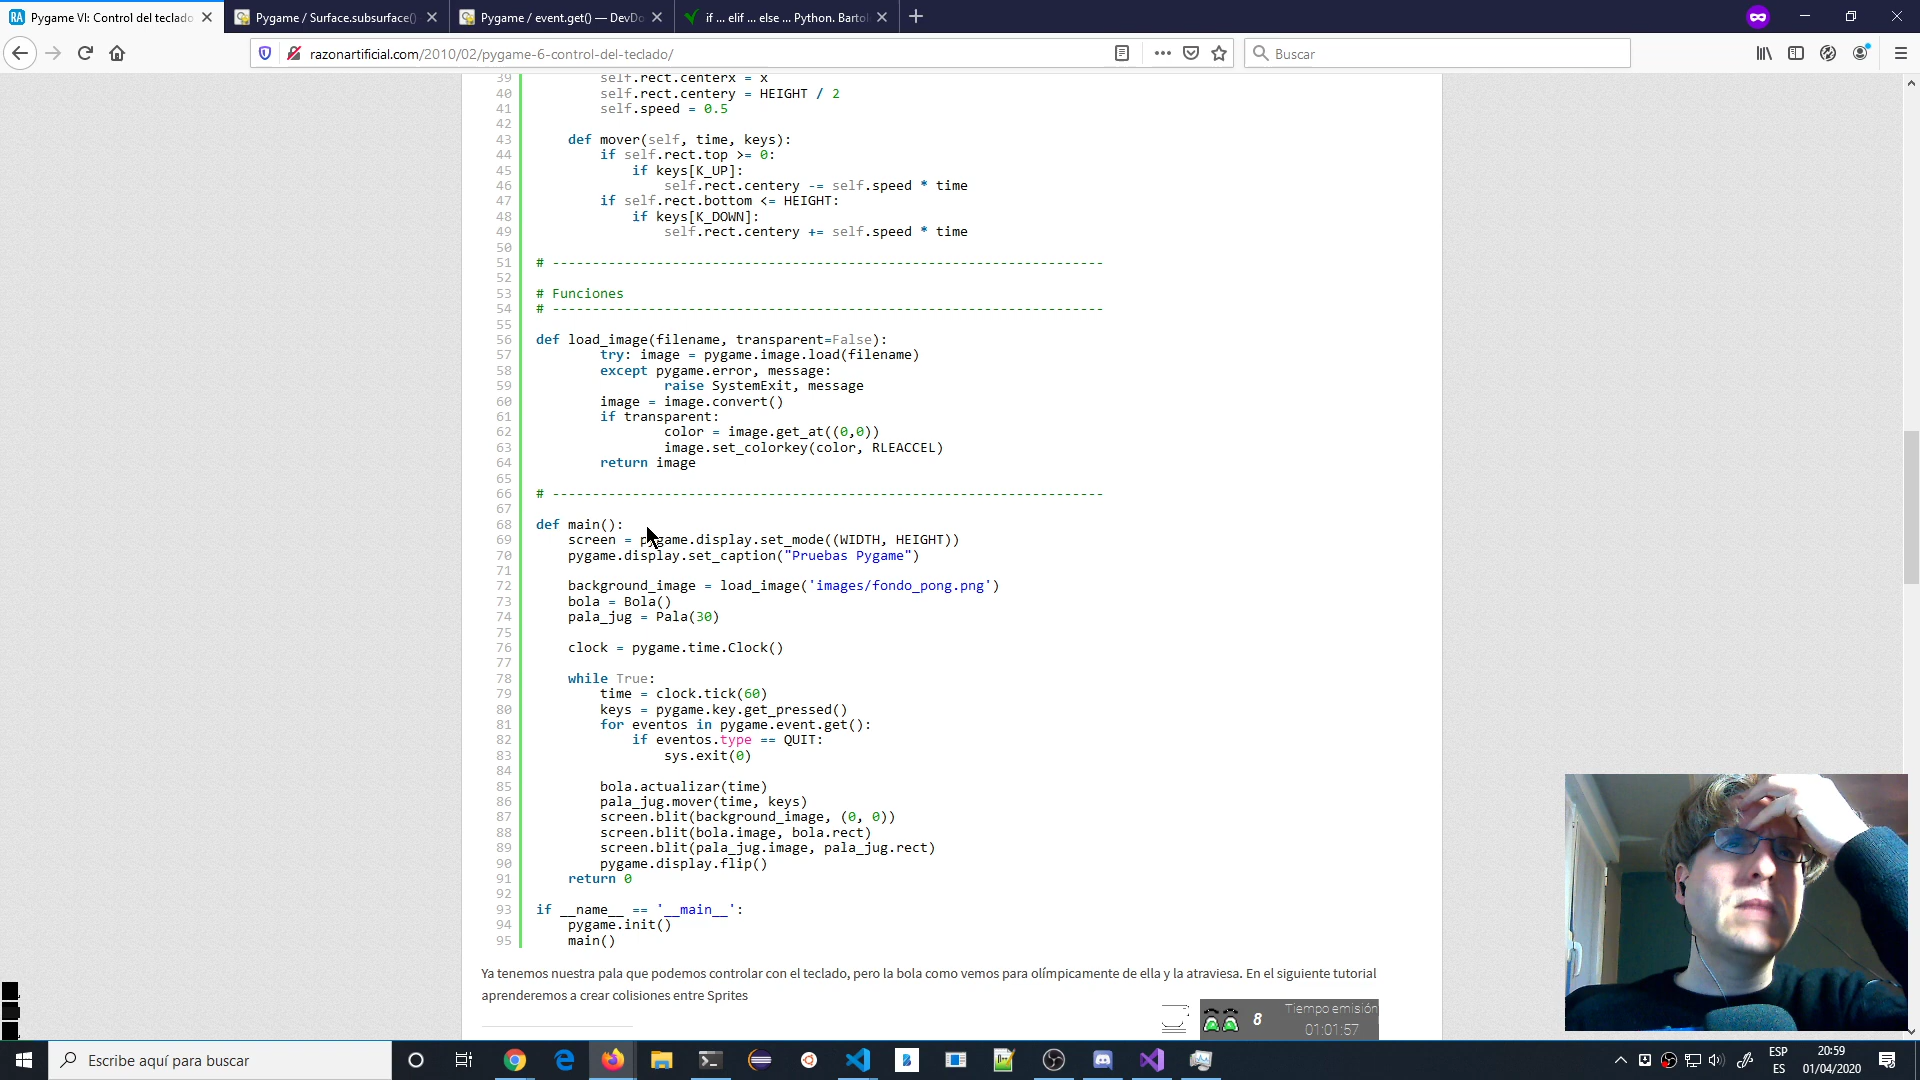 Pygame VI: Control del teclado
Pygame / Surface.subsurface()
Pygame / event.get() — DevDo
if ... elif ... else ... Python. Bartol
razonartificial.com/2010/02/pygame-6-control-del-teclado/
Buscar
39 self.rect.centerx = x
40 self.rect.centery = HEIGHT / 2
41 self.speed = 0.5
42
43 def mover(self, time, keys):
44 if self.rect.top >= 0:
45 if keys[K_UP]:
46 self.rect.centery -= self.speed * time
47 if self.rect.bottom <= HEIGHT:
48 if keys[K_DOWN]:
49 self.rect.centery += self.speed * time
50
51 # ---------------------------------------------------------------------
52
53 # Funciones
54 # ---------------------------------------------------------------------
55
56 def load_image(filename, transparent=False):
57 try: image = pygame.image.load(filename)
58 except pygame.error, message:
59 raise SystemExit, message
60 image = image.convert()
61 if transparent:
62 color = image.get_at((0,0))
63 image.set_colorkey(color, RLEACCEL)
64 return image
65
66 # ---------------------------------------------------------------------
67
68 def main():
69 screen = pygame.display.set_mode((WIDTH, HEIGHT))
70 pygame.display.set_caption("Pruebas Pygame")
71
72 background_image = load_image('images/fondo_pong.png')
73 bola = Bola()
74 pala_jug = Pala(30)
75
76 clock = pygame.time.Clock()
77
78 while True:
79 time = clock.tick(60)
80 keys = pygame.key.get_pressed()
81 for eventos in pygame.event.get():
82 if eventos.type == QUIT:
83 sys.exit(0)
84
85 bola.actualizar(time)
86 pala_jug.mover(time, keys)
87 screen.blit(background_image, (0, 0))
88 screen.blit(bola.image, bola.rect)
89 screen.blit(pala_jug.image, pala_jug.rect)
90 pygame.display.flip()
91 return 0
92
93 if __name__ == '__main__':
94 pygame.init()
95 main()
Ya tenemos nuestra pala que podemos controlar con el teclado, pero la bola como vemos para olímpicamente de ella y la atraviesa. En el siguiente tutorial
aprenderemos a crear colisiones entre Sprites
8
Tiempo emisión
01:01:57
Escribe aquí para buscar
ESP
ES
20:59
01/04/2020